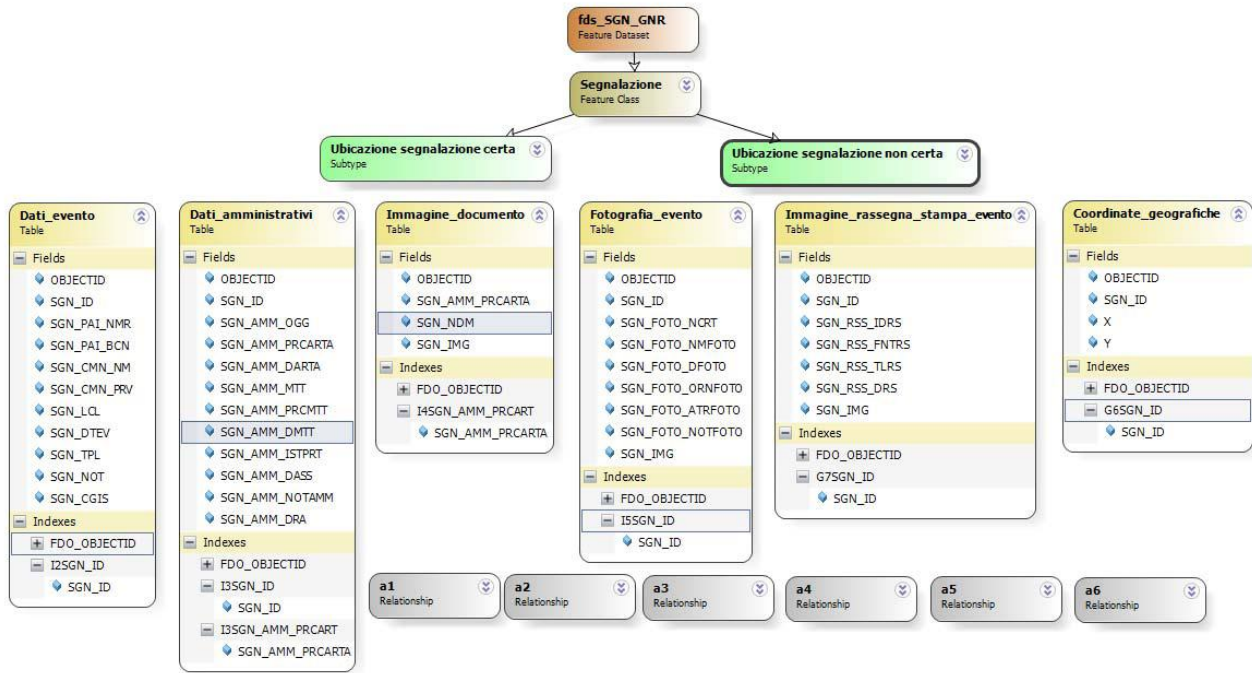 fds_SGN_GNR
Feature Dataset
Segnalazione
Feature Class
Ubicazione segnalazione certa
Subtype
Ubicazione segnalazione non certa
Subtype
Dati_evento
Table
Fields
OBJECTID
SGN_ID
SGN_PAI_NMR
SGN_PAI_BCN
SGN_CMN_NM
SGN_CMN_PRV
SGN_LCL
SGN_DTEV
SGN_TPL
SGN_NOT
SGN_CGIS
Indexes
FDO_OBJECTID
I2SGN_ID
SGN_ID
Dati_amministrativi
Table
Fields
OBJECTID
SGN_ID
SGN_AMM_OGG
SGN_AMM_PRCARTA
SGN_AMM_DARTA
SGN_AMM_MTT
SGN_AMM_PRCMTT
SGN_AMM_DMTT
SGN_AMM_ISTPRT
SGN_AMM_DASS
SGN_AMM_NOTAMM
SGN_AMM_DRA
Indexes
FDO_OBJECTID
I3SGN_ID
SGN_ID
I3SGN_AMM_PRCART
SGN_AMM_PRCARTA
Immagine_documento
Table
Fields
OBJECTID
SGN_AMM_PRCARTA
SGN_NDM
SGN_IMG
Indexes
FDO_OBJECTID
I4SGN_AMM_PRCART
SGN_AMM_PRCARTA
Fotografia_evento
Table
Fields
OBJECTID
SGN_ID
SGN_FOTO_NCRT
SGN_FOTO_NMFOTO
SGN_FOTO_DFOTO
SGN_FOTO_ORNFOTO
SGN_FOTO_ATRFOTO
SGN_FOTO_NOTFOTO
SGN_IMG
Indexes
FDO_OBJECTID
I5SGN_ID
SGN_ID
Immagine_rassegna_stampa_evento
Table
Fields
OBJECTID
SGN_ID
SGN_RSS_IDRS
SGN_RSS_FNTRS
SGN_RSS_TLRS
SGN_RSS_DRS
SGN_IMG
Indexes
FDO_OBJECTID
G7SGN_ID
SGN_ID
Coordinate_geografiche
Table
Fields
OBJECTID
SGN_ID
X
Y
Indexes
FDO_OBJECTID
G6SGN_ID
SGN_ID
a1
Relationship
a2
Relationship
a3
Relationship
a4
Relationship
a5
Relationship
a6
Relationship